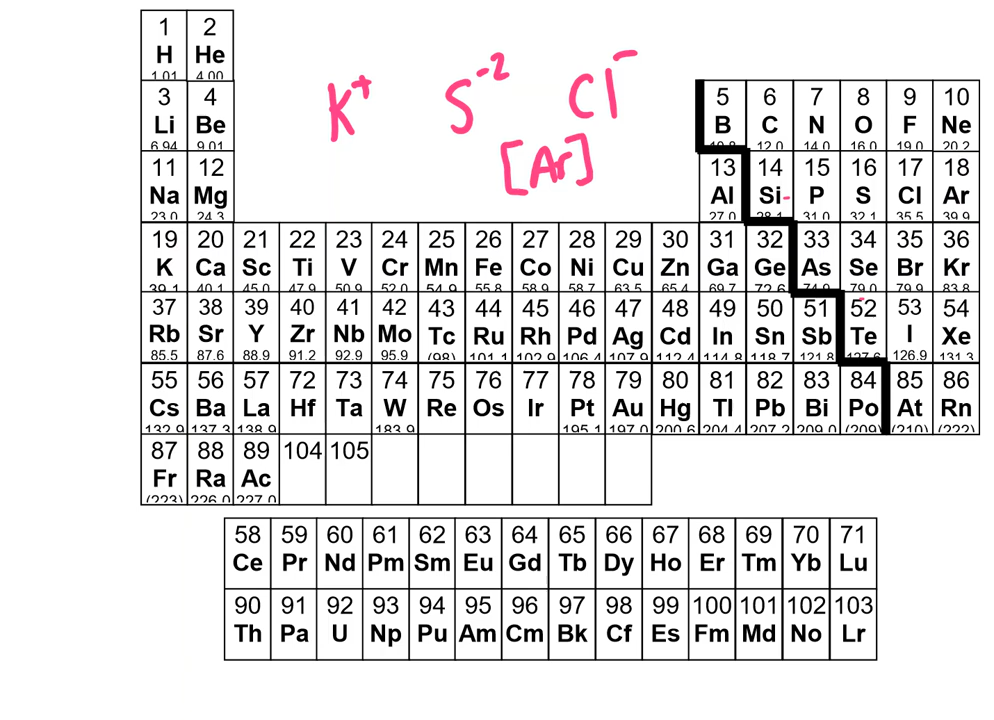 1 2
H He
1.01 4.00
K⁺ S⁻² Cl⁻
3 4 5 6 7 8 9 10
Li Be B C N O F Ne
6.94 9.01 10.8 12.0 14.0 16.0 19.0 20.2
[Ar]
11 12 13 14 15 16 17 18
Na Mg Al Si P S Cl Ar
23.0 24.3 27.0 28.1 31.0 32.1 35.5 39.9
19 20 21 22 23 24 25 26 27 28 29 30 31 32 33 34 35 36
K Ca Sc Ti V Cr Mn Fe Co Ni Cu Zn Ga Ge As Se Br Kr
39.1 40.1 45.0 47.9 50.9 52.0 54.9 55.8 58.9 58.7 63.5 65.4 69.7 72.6 74.9 79.0 79.9 83.8
37 38 39 40 41 42 43 44 45 46 47 48 49 50 51 52 53 54
Rb Sr Y Zr Nb Mo Tc Ru Rh Pd Ag Cd In Sn Sb Te I Xe
85.5 87.6 88.9 91.2 92.9 95.9 (98) 101.1 102.9 106.4 107.9 112.4 114.8 118.7 121.8 127.6 126.9 131.3
55 56 57 72 73 74 75 76 77 78 79 80 81 82 83 84 85 86
Cs Ba La Hf Ta W Re Os Ir Pt Au Hg Tl Pb Bi Po At Rn
132.9 137.3 138.9 183.9 195.1 197.0 200.6 204.4 207.2 209.0 (209) (210) (222)
87 88 89 104 105
Fr Ra Ac
(223) 226.0 227.0
58 59 60 61 62 63 64 65 66 67 68 69 70 71
Ce Pr Nd Pm Sm Eu Gd Tb Dy Ho Er Tm Yb Lu
90 91 92 93 94 95 96 97 98 99 100 101 102 103
Th Pa U Np Pu Am Cm Bk Cf Es Fm Md No Lr